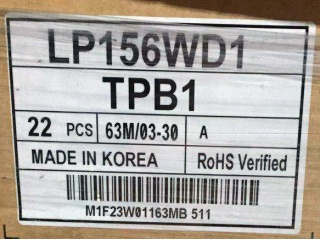 LP156WD1
TPB1
22 PCS 63M/03-30 A
MADE IN KOREA RoHS Verified
M1F23W01163MB 511